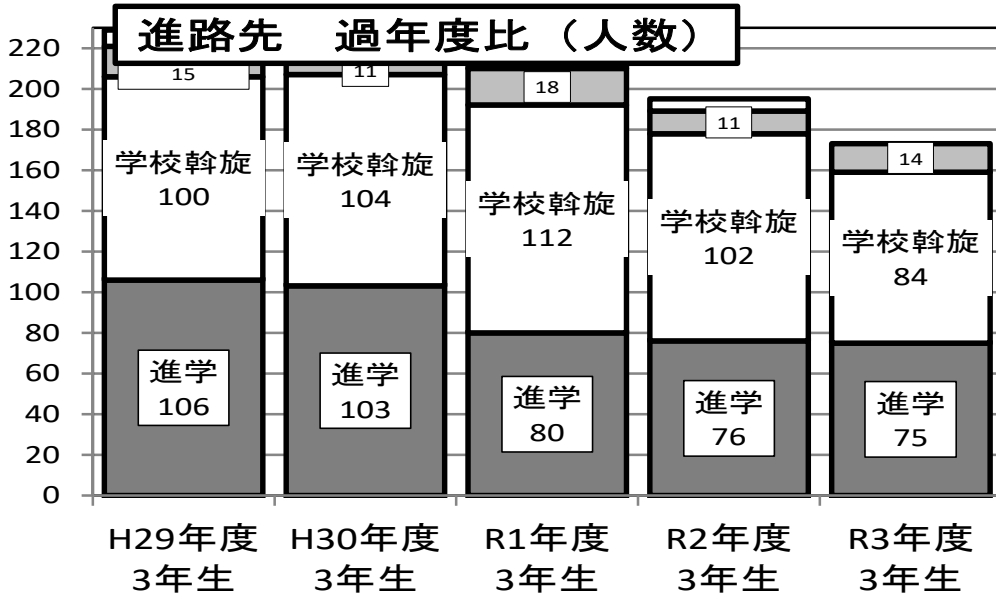 進路先　過年度比（人数）
220
200
180
160
140
120
100
80
60
40
20
0
15
学校斡旋
100
進学
106
11
学校斡旋
104
進学
103
18
学校斡旋
112
進学
80
11
学校斡旋
102
進学
76
14
学校斡旋
84
進学
75
H29年度
3年生
H30年度
3年生
R1年度
3年生
R2年度
3年生
R3年度
3年生